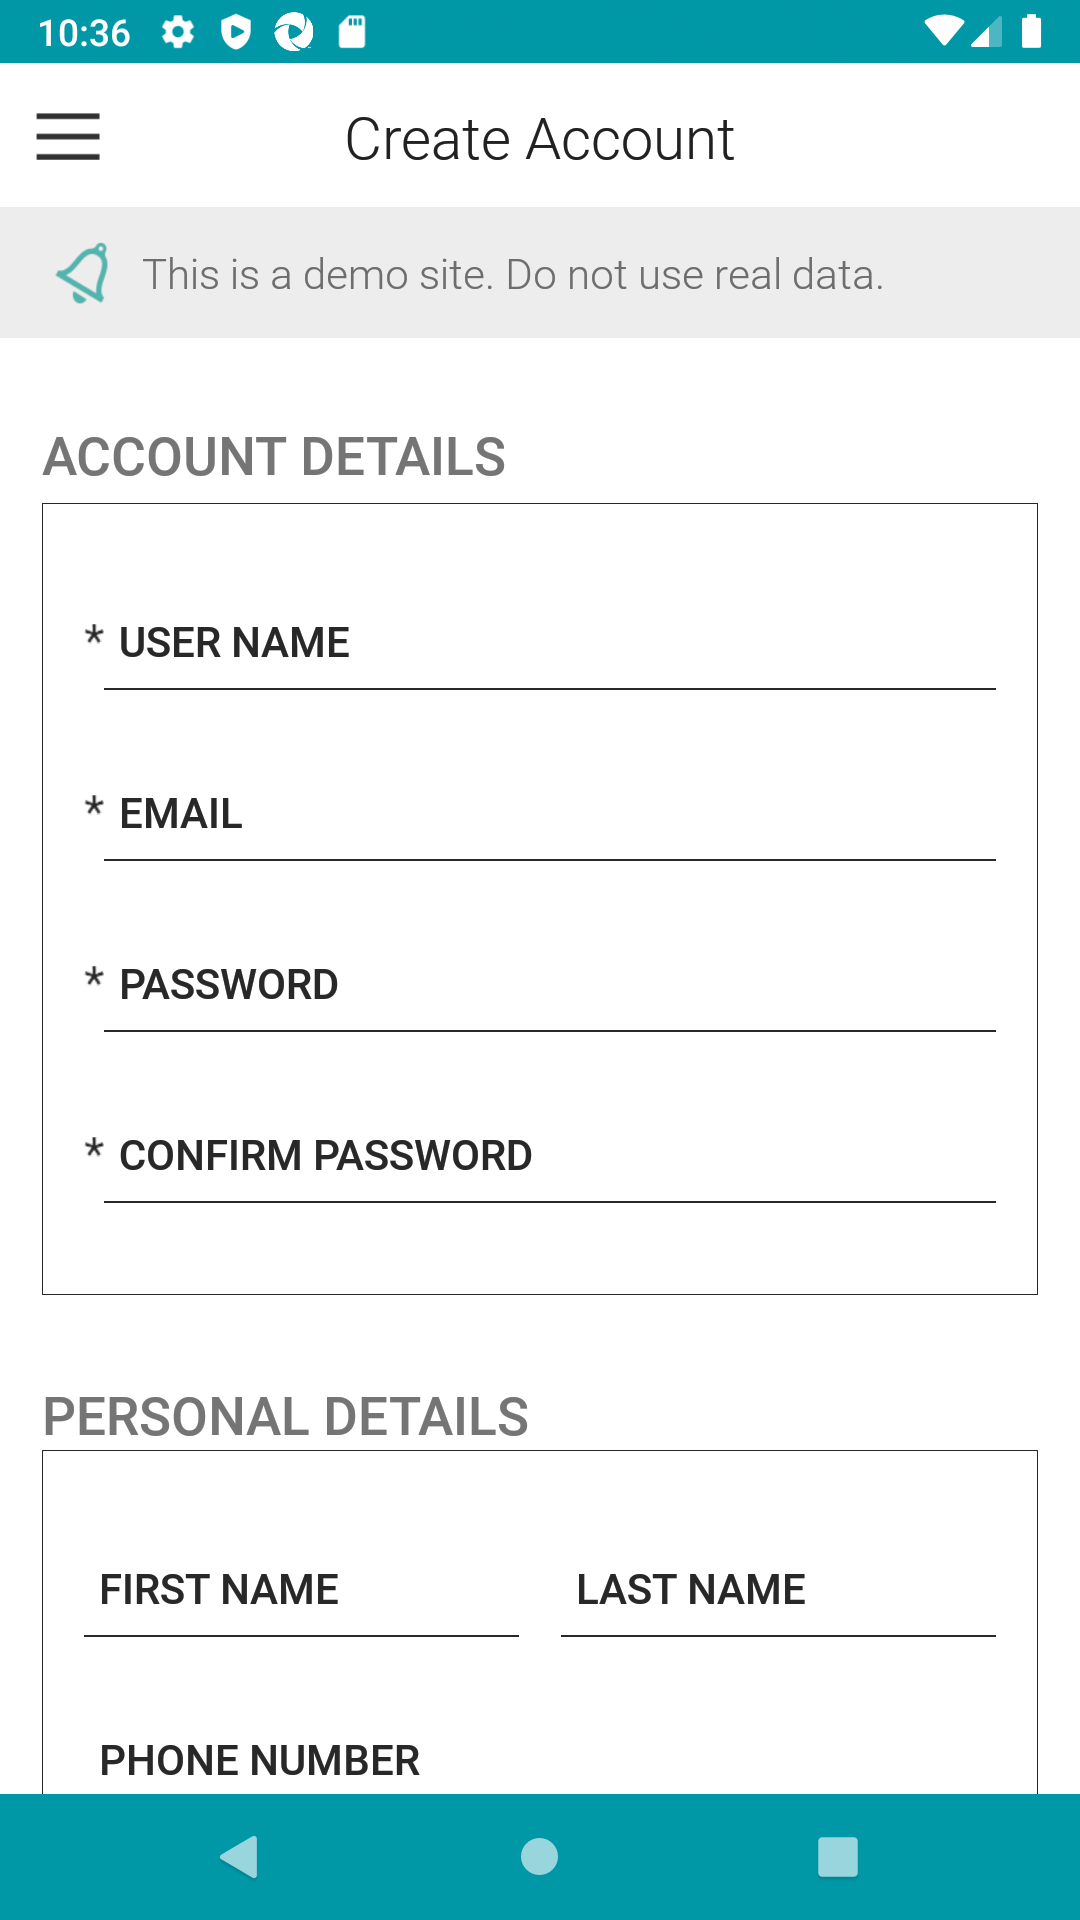 10:36
Create Account
This is a demo site. Do not use real data.
ACCOUNT DETAILS
* USER NAME
* EMAIL
* PASSWORD
* CONFIRM PASSWORD
PERSONAL DETAILS
FIRST NAME LAST NAME
PHONE NUMBER